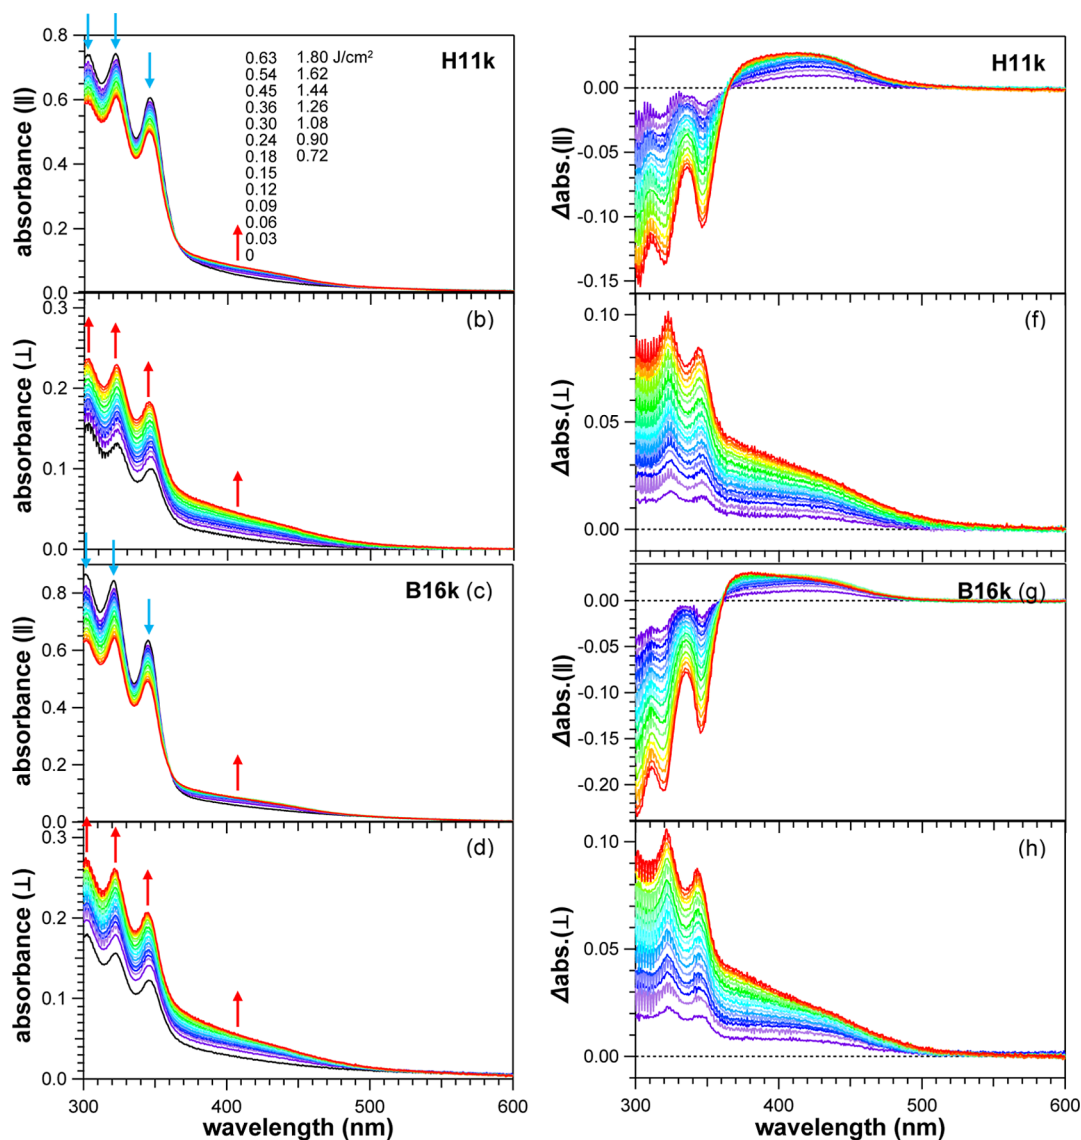 0.8
0.6
0.4
0.2
0.0
absorbance (||)
H11k
0.63 1.80 J/cm²
0.54 1.62
0.45 1.44
0.36 1.26
0.30 1.08
0.24 0.90
0.18 0.72
0.15
0.12
0.09
0.06
0.03
0
0.3
0.2
0.1
0.0
absorbance (⊥)
(b)
0.8
0.6
0.4
0.2
0.0
absorbance (||)
B16k (c)
0.3
0.2
0.1
0.0
absorbance (⊥)
(d)
300 400 500 600
wavelength (nm)
0.00
-0.05
-0.10
-0.15
Δabs.(||)
H11k
0.10
0.05
0.00
Δabs.(⊥)
(f)
300 400 500 600
0.00
-0.05
-0.10
-0.15
-0.20
Δabs.(||)
B16k (g)
0.10
0.05
0.00
Δabs.(⊥)
(h)
300 400 500 600
wavelength (nm)